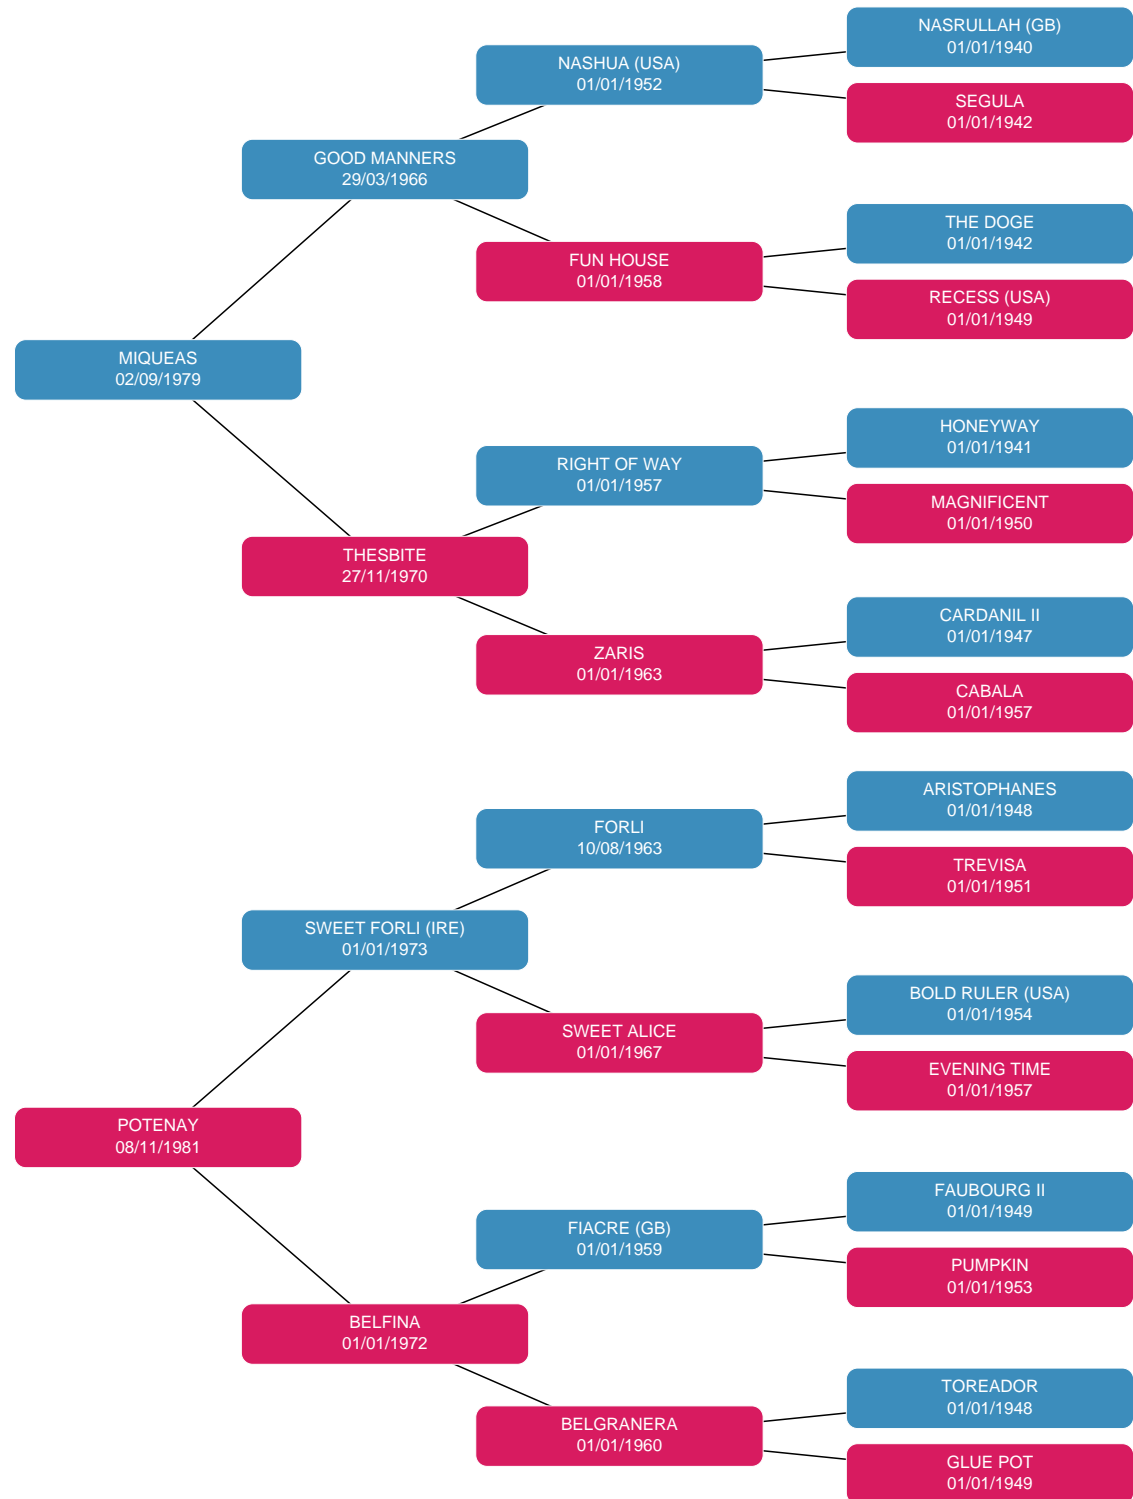 NASRULLAH (GB)
01/01/1940
NASHUA (USA)
01/01/1952
SEGULA
01/01/1942
GOOD MANNERS
29/03/1966
THE DOGE
01/01/1942
FUN HOUSE
01/01/1958
RECESS (USA)
01/01/1949
MIQUEAS
02/09/1979
HONEYWAY
01/01/1941
RIGHT OF WAY
01/01/1957
MAGNIFICENT
01/01/1950
THESBITE
27/11/1970
CARDANIL II
01/01/1947
ZARIS
01/01/1963
CABALA
01/01/1957
ARISTOPHANES
01/01/1948
FORLI
10/08/1963
TREVISA
01/01/1951
SWEET FORLI (IRE)
01/01/1973
BOLD RULER (USA)
01/01/1954
SWEET ALICE
01/01/1967
EVENING TIME
01/01/1957
POTENAY
08/11/1981
FAUBOURG II
01/01/1949
FIACRE (GB)
01/01/1959
PUMPKIN
01/01/1953
BELFINA
01/01/1972
TOREADOR
01/01/1948
BELGRANERA
01/01/1960
GLUE POT
01/01/1949